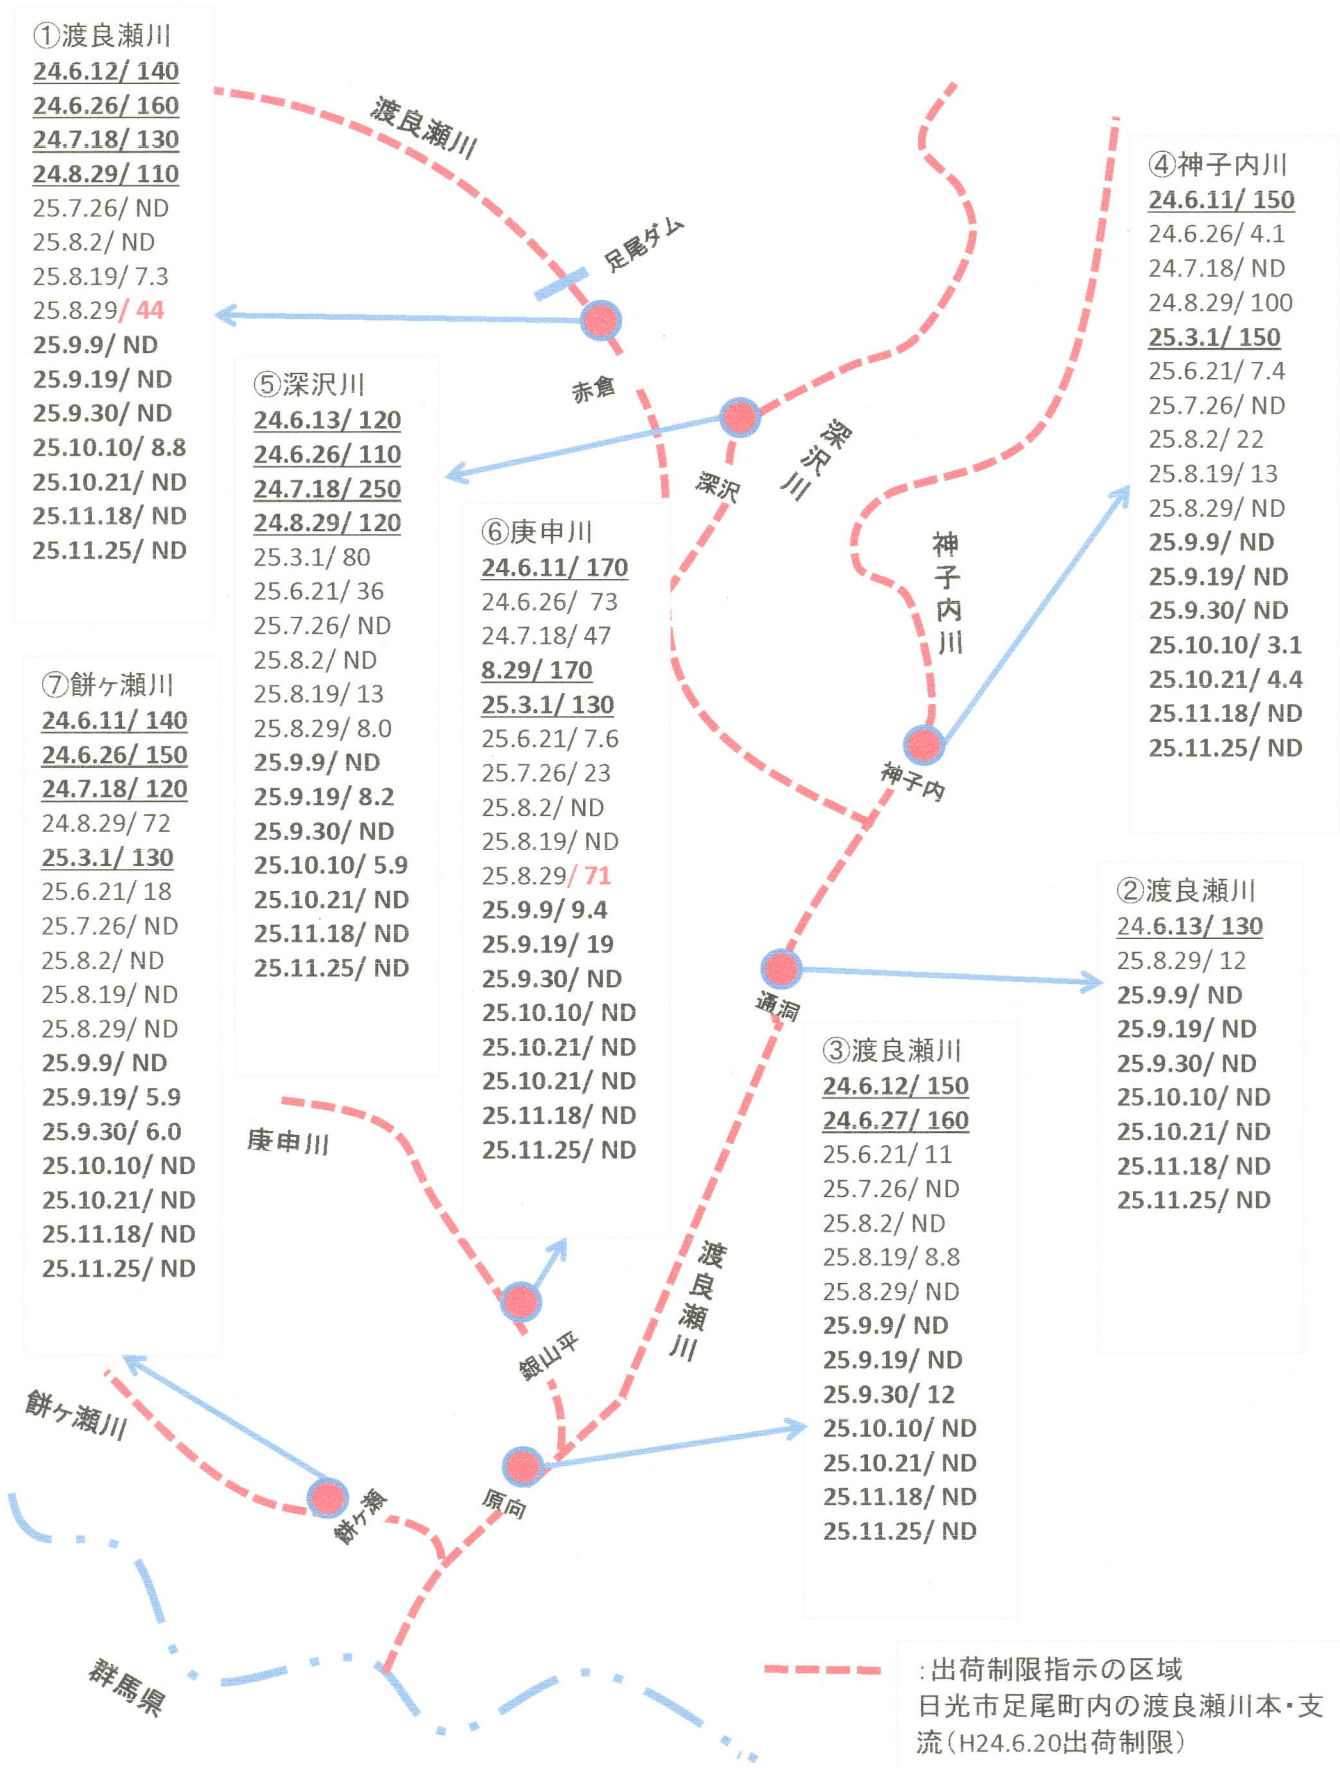 ①渡良瀬川
24.6.12/ 140
24.6.26/ 160
24.7.18/ 130
24.8.29/ 110
25.7.26/ ND
25.8.2/ ND
25.8.19/ 7.3
25.8.29/ 44
25.9.9/ ND
25.9.19/ ND
25.9.30/ ND
25.10.10/ 8.8
25.10.21/ ND
25.11.18/ ND
25.11.25/ ND
渡良瀬川
足尾ダム
赤倉
④神子内川
24.6.11/ 150
24.6.26/ 4.1
24.7.18/ ND
24.8.29/ 100
25.3.1/ 150
25.6.21/ 7.4
25.7.26/ ND
25.8.2/ 22
25.8.19/ 13
25.8.29/ ND
25.9.9/ ND
25.9.19/ ND
25.9.30/ ND
25.10.10/ 3.1
25.10.21/ 4.4
25.11.18/ ND
25.11.25/ ND
⑤深沢川
24.6.13/ 120
24.6.26/ 110
24.7.18/ 250
24.8.29/ 120
25.3.1/ 80
25.6.21/ 36
25.7.26/ ND
25.8.2/ ND
25.8.19/ 13
25.8.29/ 8.0
25.9.9/ ND
25.9.19/ 8.2
25.9.30/ ND
25.10.10/ 5.9
25.10.21/ ND
25.11.18/ ND
25.11.25/ ND
深沢川
深沢
⑥庚申川
24.6.11/ 170
24.6.26/ 73
24.7.18/ 47
8.29/ 170
25.3.1/ 130
25.6.21/ 7.6
25.7.26/ 23
25.8.2/ ND
25.8.19/ ND
25.8.29/ 71
25.9.9/ 9.4
25.9.19/ 19
25.9.30/ ND
25.10.10/ ND
25.10.21/ ND
25.10.21/ ND
25.11.18/ ND
25.11.25/ ND
神子内川
神子内
⑦餅ヶ瀬川
24.6.11/ 140
24.6.26/ 150
24.7.18/ 120
24.8.29/ 72
25.3.1/ 130
25.6.21/ 18
25.7.26/ ND
25.8.2/ ND
25.8.19/ ND
25.8.29/ ND
25.9.9/ ND
25.9.19/ 5.9
25.9.30/ 6.0
25.10.10/ ND
25.10.21/ ND
25.11.18/ ND
25.11.25/ ND
②渡良瀬川
24.6.13/ 130
25.8.29/ 12
25.9.9/ ND
25.9.19/ ND
25.9.30/ ND
25.10.10/ ND
25.10.21/ ND
25.11.18/ ND
25.11.25/ ND
通洞
③渡良瀬川
24.6.12/ 150
24.6.27/ 160
25.6.21/ 11
25.7.26/ ND
25.8.2/ ND
25.8.19/ 8.8
25.8.29/ ND
25.9.9/ ND
25.9.19/ ND
25.9.30/ 12
25.10.10/ ND
25.10.21/ ND
25.11.18/ ND
25.11.25/ ND
庚申川
渡良瀬川
銀山平
餅ヶ瀬川
餅ヶ瀬
原向
群馬県
:出荷制限指示の区域
日光市足尾町内の渡良瀬川本・支
流(H24.6.20出荷制限)